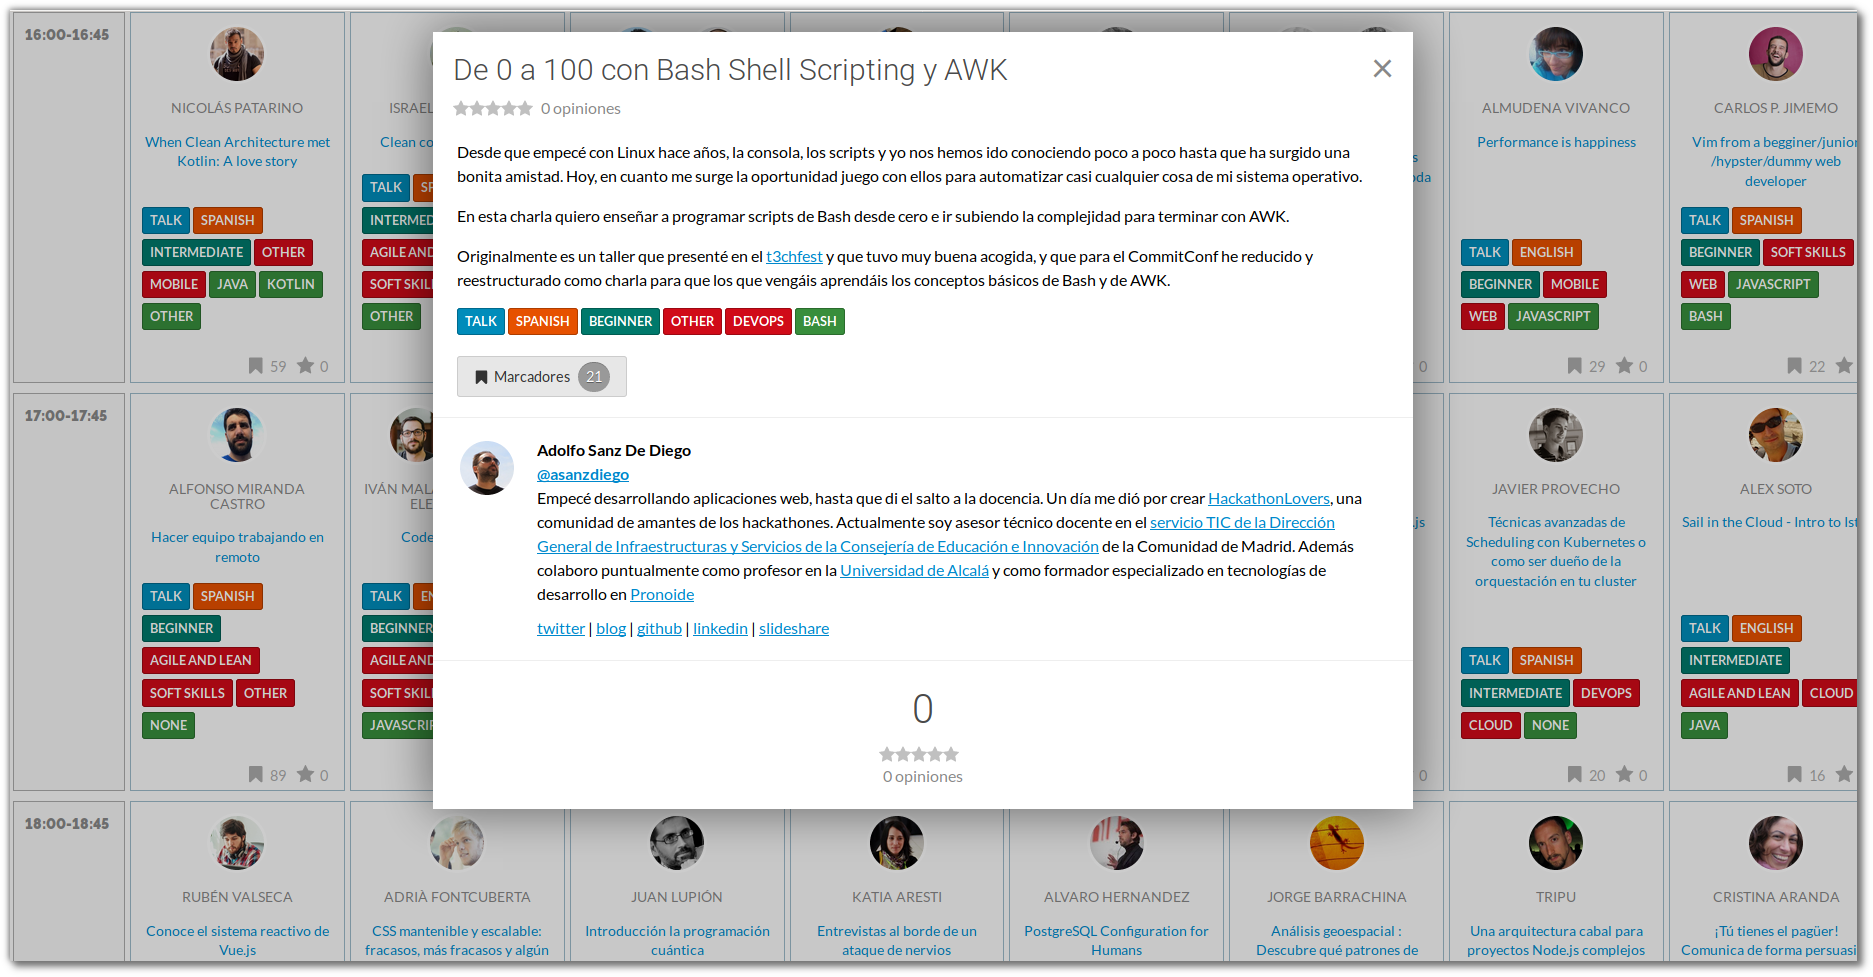 16:00-16:45
NICOLÁS PATARINO
When Clean Architecture met
Kotlin: A love story
TALK SPANISH
INTERMEDIATE OTHER
MOBILE JAVA KOTLIN
OTHER
59 0
ISRAEL
Clean
TALK
AGILE AND
OTHER
De 0 a 100 con Bash Shell Scripting y AWK
0 opiniones
Desde que empecé con Linux hace años, la consola, los scripts y yo nos hemos ido conociendo poco a poco hasta que ha surgido una
bonita amistad. Hoy, en cuanto me surge la oportunidad juego con ellos para automatizar casi cualquier cosa de mi sistema operativo.
En esta charla quiero enseñar a programar scripts de Bash desde cero e ir subiendo la complejidad para terminar con AWK.
Originalmente es un taller que presenté en el t3chfest y que tuvo muy buena acogida, y que para el CommitConf he reducido y
reestructurado como charla para que los que vengáis aprendáis los conceptos básicos de Bash y de AWK.
TALK SPANISH BEGINNER OTHER DEVOPS BASH
Marcadores 21
Adolfo Sanz De Diego
@asanzdiego
Empecé desarrollando aplicaciones web, hasta que di el salto a la docencia. Un día me dió por crear HackathonLovers, una
comunidad de amantes de los hackathones. Actualmente soy asesor técnico docente en el servicio TIC de la Dirección
General de Infraestructuras y Servicios de la Consejería de Educación e Innovación de la Comunidad de Madrid. Además
colaboro puntualmente como profesor en la Universidad de Alcalá y como formador especializado en tecnologías de
desarrollo en Pronoide
twitter | blog | github | linkedin | slideshare
0
0 opiniones
0
ALMUDENA VIVANCO
Performance is happiness
TALK ENGLISH
BEGINNER MOBILE
WEB JAVASCRIPT
29 0
CARLOS P. JIMEMO
Vim from a begginer/junior
/hypster/dummy web
developer
TALK SPANISH
BEGINNER SOFT SKILLS
WEB JAVASCRIPT
BASH
22
17:00-17:45
ALFONSO MIRANDA
CASTRO
Hacer equipo trabajando en
remoto
TALK SPANISH
BEGINNER
AGILE AND LEAN
SOFT SKILLS OTHER
NONE
89 0
IVÁN
Code
TALK
BEGINNER
AGILE AND
.js
0
JAVIER PROVECHO
Técnicas avanzadas de
Scheduling con Kubernetes o
como ser dueño de la
orquestación en tu cluster
TALK SPANISH
INTERMEDIATE DEVOPS
CLOUD NONE
20 0
ALEX SOTO
Sail in the Cloud - Intro to Ist
TALK ENGLISH
INTERMEDIATE
AGILE AND LEAN CLOUD
JAVA
16
18:00-18:45
RUBÉN VALSECA
Conoce el sistema reactivo de
Vue.js
ADRIÀ FONTCUBERTA
CSS mantenible y escalable:
fracasos, más fracasos y algún
JUAN LUPIÓN
Introducción la programación
cuántica
KATIA ARESTI
Entrevistas al borde de un
ataque de nervios
ALVARO HERNANDEZ
PostgreSQL Configuration for
Humans
JORGE BARRACHINA
Análisis geoespacial :
Descubre qué patrones de
TRIPU
Una arquitectura cabal para
proyectos Node.js complejos
CRISTINA ARANDA
¡Tú tienes el pagüer!
Comunica de forma persuasi